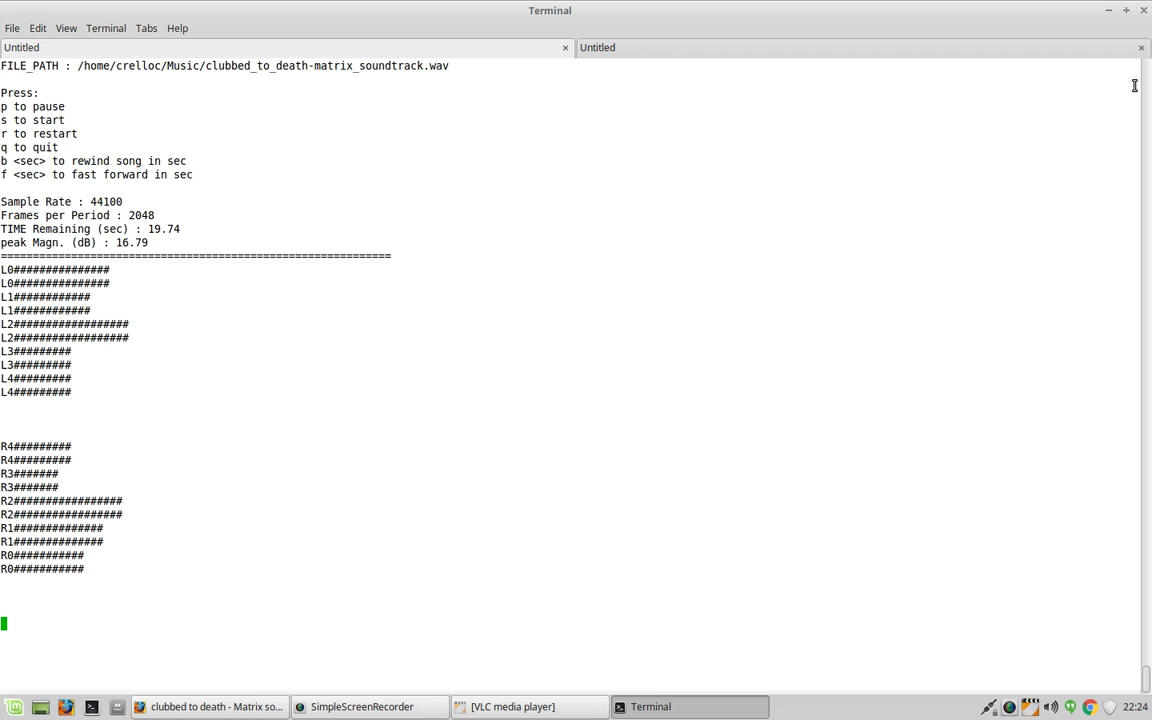 Terminal
File Edit View Terminal Tabs Help
Untitled
Untitled
FILE_PATH : /home/crelloc/Music/clubbed_to_death-matrix_soundtrack.wav
Press:
p to pause
s to start
r to restart
q to quit
b <sec> to rewind song in sec
f <sec> to fast forward in sec
Sample Rate : 44100
Frames per Period : 2048
TIME Remaining (sec) : 19.74
peak Magn. (dB) : 16.79
=============================================================
L0###############
L0###############
L1############
L1############
L2##################
L2##################
L3#########
L3#########
L4#########
L4#########
R4#########
R4#########
R3#######
R3#######
R2#################
R2#################
R1##############
R1##############
R0###########
R0###########
clubbed to death - Matrix so...
SimpleScreenRecorder
[VLC media player]
Terminal
22:24